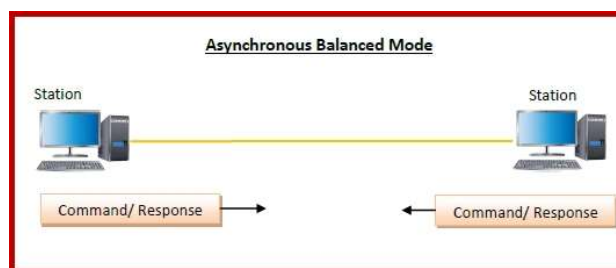 Asynchronous Balanced Mode
Station
Station
Command/ Response
Command/ Response